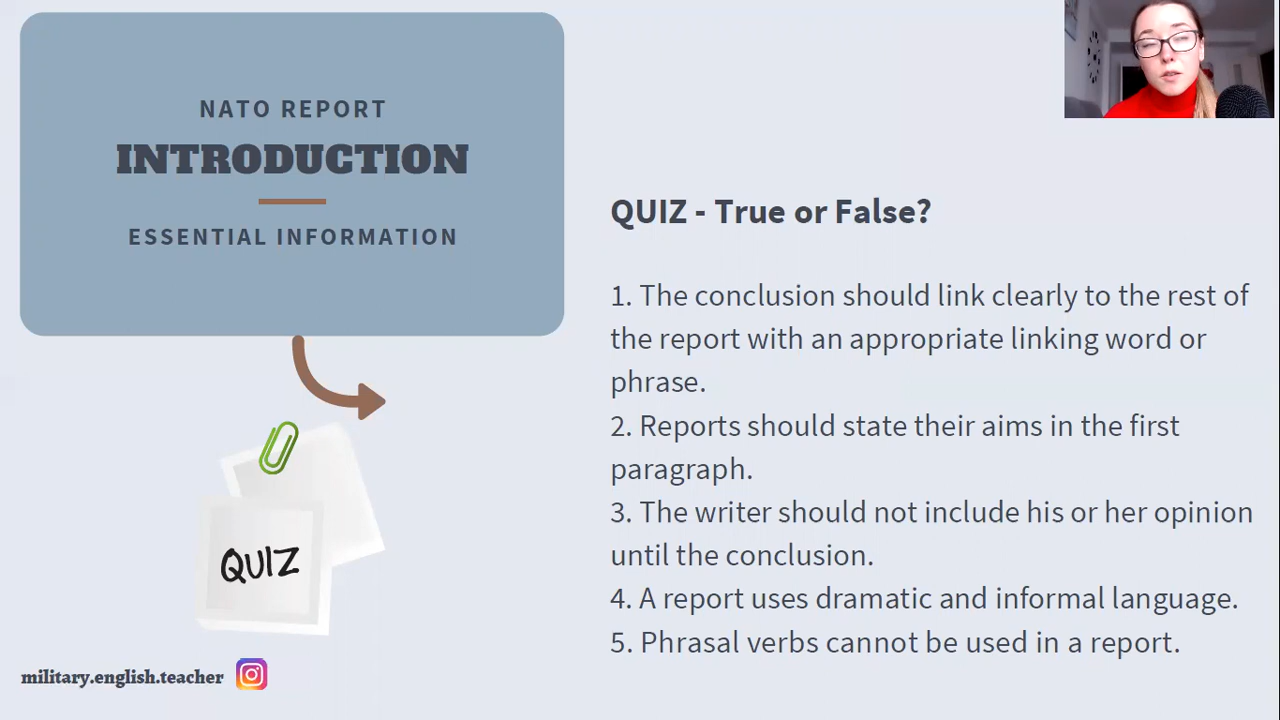 NATO REPORT
INTRODUCTION
ESSENTIAL INFORMATION
QUIZ - True or False?
1. The conclusion should link clearly to the rest of
the report with an appropriate linking word or
phrase.
2. Reports should state their aims in the first
paragraph.
3. The writer should not include his or her opinion
until the conclusion.
4. A report uses dramatic and informal language.
5. Phrasal verbs cannot be used in a report.
QUIZ
military.english.teacher